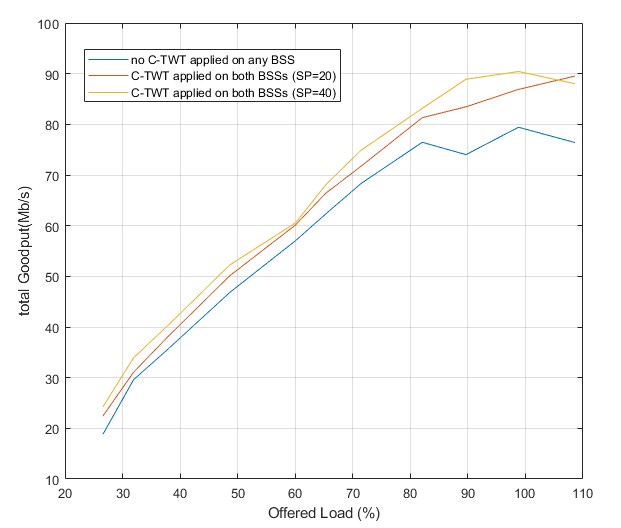 100
90
80
70
60
50
40
30
20
10
total Goodput(Mb/s)
no C-TWT applied on any BSS
C-TWT applied on both BSSs (SP=20)
C-TWT applied on both BSSs (SP=40)
20 30 40 50 60 70 80 90 100 110
Offered Load (%)